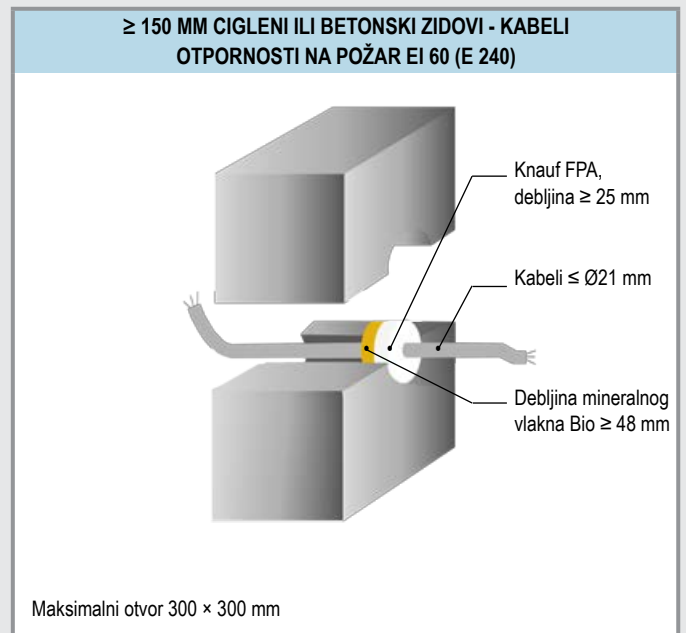 ≥ 150 MM CIGLENI ILI BETONSKI ZIDOVI - KABELI
OTPORNOSTI NA POŽAR EI 60 (E 240)
Knauf FPA,
debljina ≥ 25 mm
Kabeli ≤ Ø21 mm
Debljina mineralnog
vlakna Bio ≥ 48 mm
Maksimalni otvor 300 × 300 mm